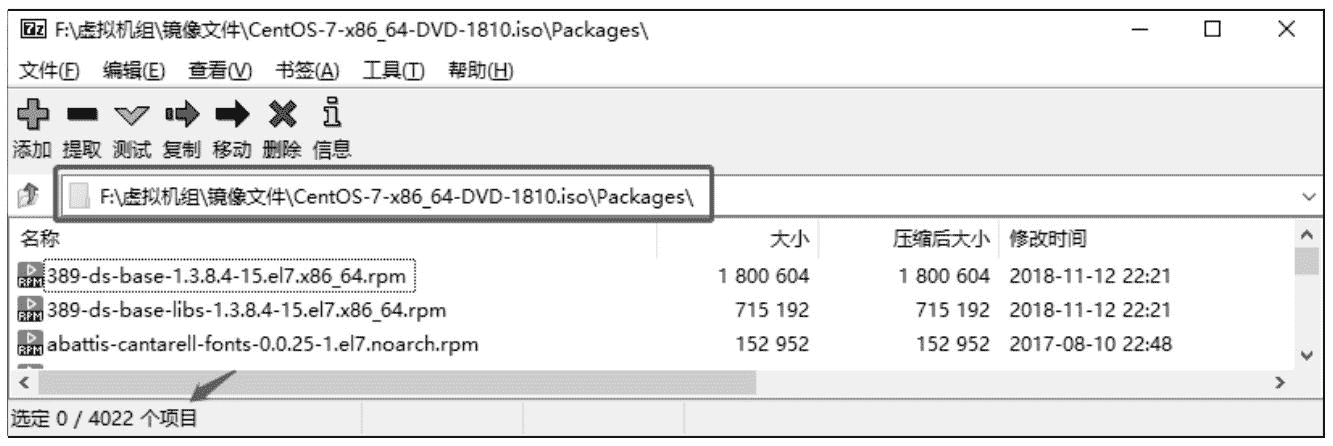 7z F:\虚拟机组\镜像文件\CentOS-7-x86_64-DVD-1810.iso\Packages\
文件(F) 编辑(E) 查看(V) 书签(A) 工具(T) 帮助(H)
添加 提取 测试 复制 移动 删除 信息
F:\虚拟机组\镜像文件\CentOS-7-x86_64-DVD-1810.iso\Packages\
名称 大小 压缩后大小 修改时间
RPM 389-ds-base-1.3.8.4-15.el7.x86_64.rpm 1 800 604 1 800 604 2018-11-12 22:21
RPM 389-ds-base-libs-1.3.8.4-15.el7.x86_64.rpm 715 192 715 192 2018-11-12 22:21
RPM abattis-cantarell-fonts-0.0.25-1.el7.noarch.rpm 152 952 152 952 2017-08-10 22:48
选定 0 / 4022 个项目